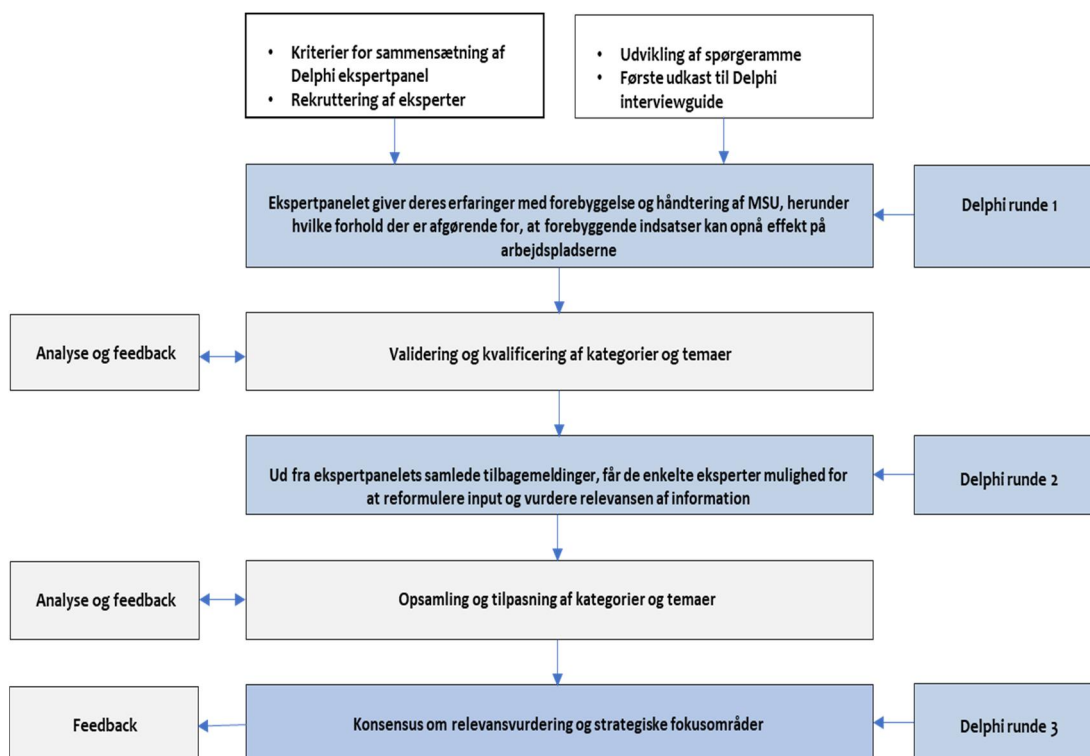 • Kriterier for sammensætning af
Delphi ekspertpanel
• Rekruttering af eksperter
• Udvikling af spørgeramme
• Første udkast til Delphi
interviewguide
Ekspertpanelet giver deres erfaringer med forebyggelse og håndtering af MSU, herunder
hvilke forhold der er afgørende for, at forebyggende indsatser kan opnå effekt på
arbejdspladserne
Delphi runde 1
Analyse og feedback
Validering og kvalificering af kategorier og temaer
Ud fra ekspertpanelets samlede tilbagemeldinger, får de enkelte eksperter mulighed for
at reformulere input og vurdere relevansen af information
Delphi runde 2
Analyse og feedback
Opsamling og tilpasning af kategorier og temaer
Feedback
Konsensus om relevansvurdering og strategiske fokusområder
Delphi runde 3